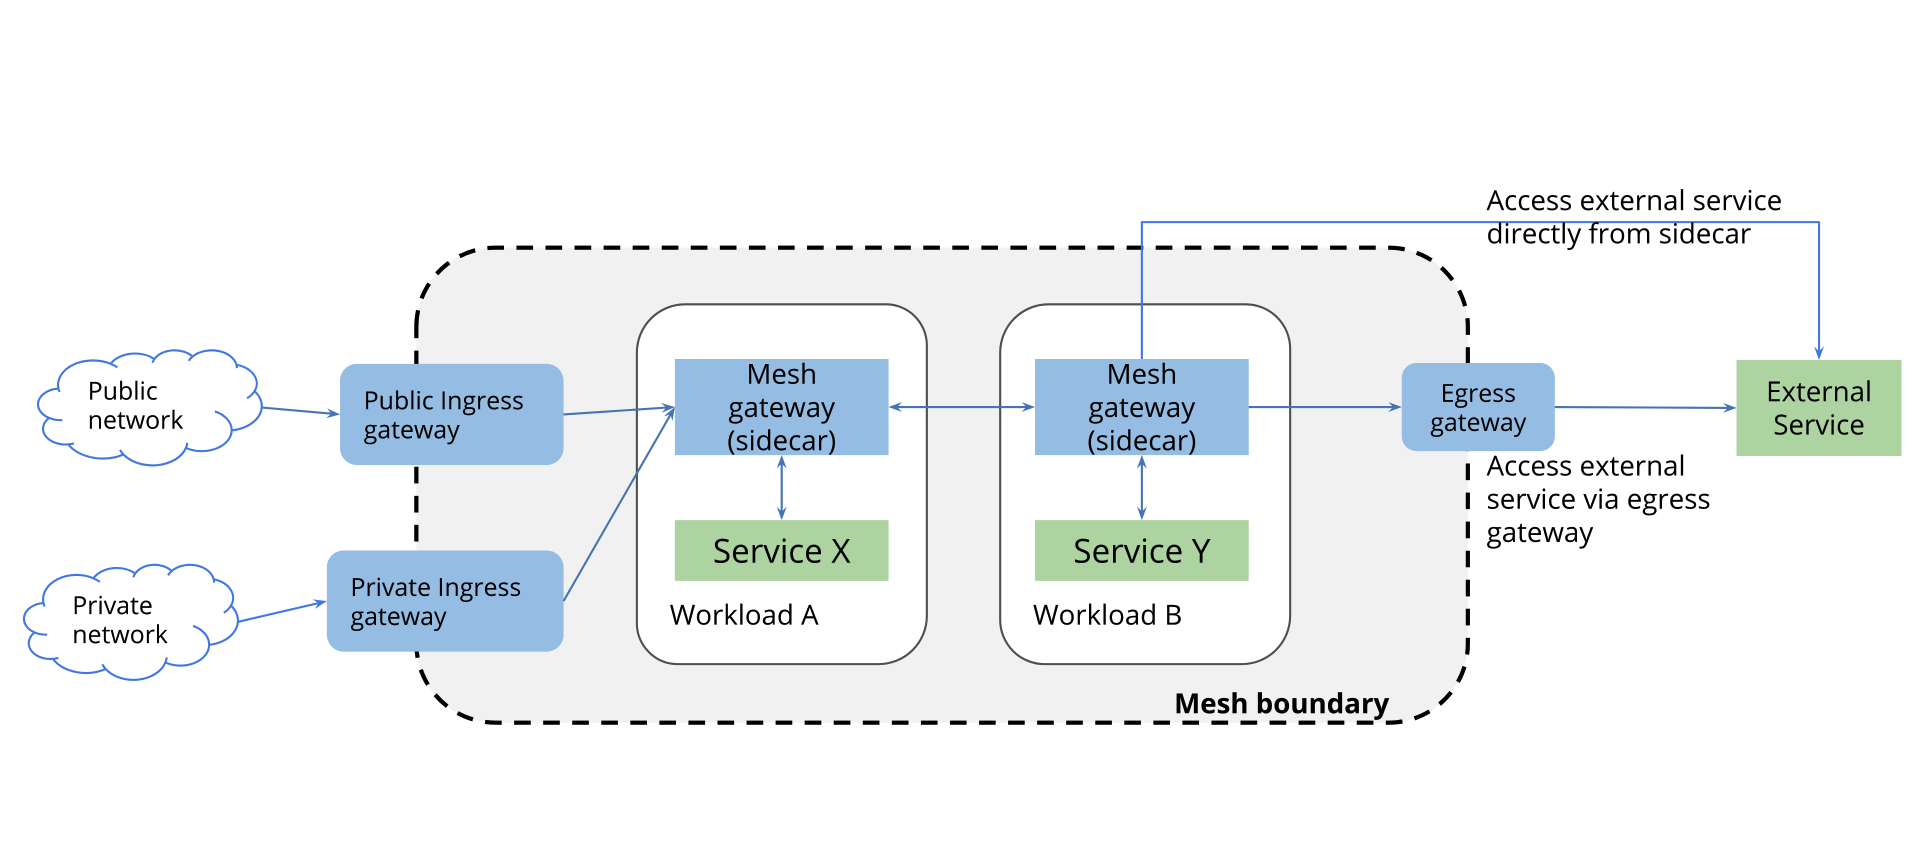 Access external service
directly from sidecar
Public
network
Public Ingress
gateway
Mesh
gateway
(sidecar)
Mesh
gateway
(sidecar)
Egress
gateway
External
Service
Access external
service via egress
gateway
Service X
Service Y
Private
network
Private Ingress
gateway
Workload A
Workload B
Mesh boundary